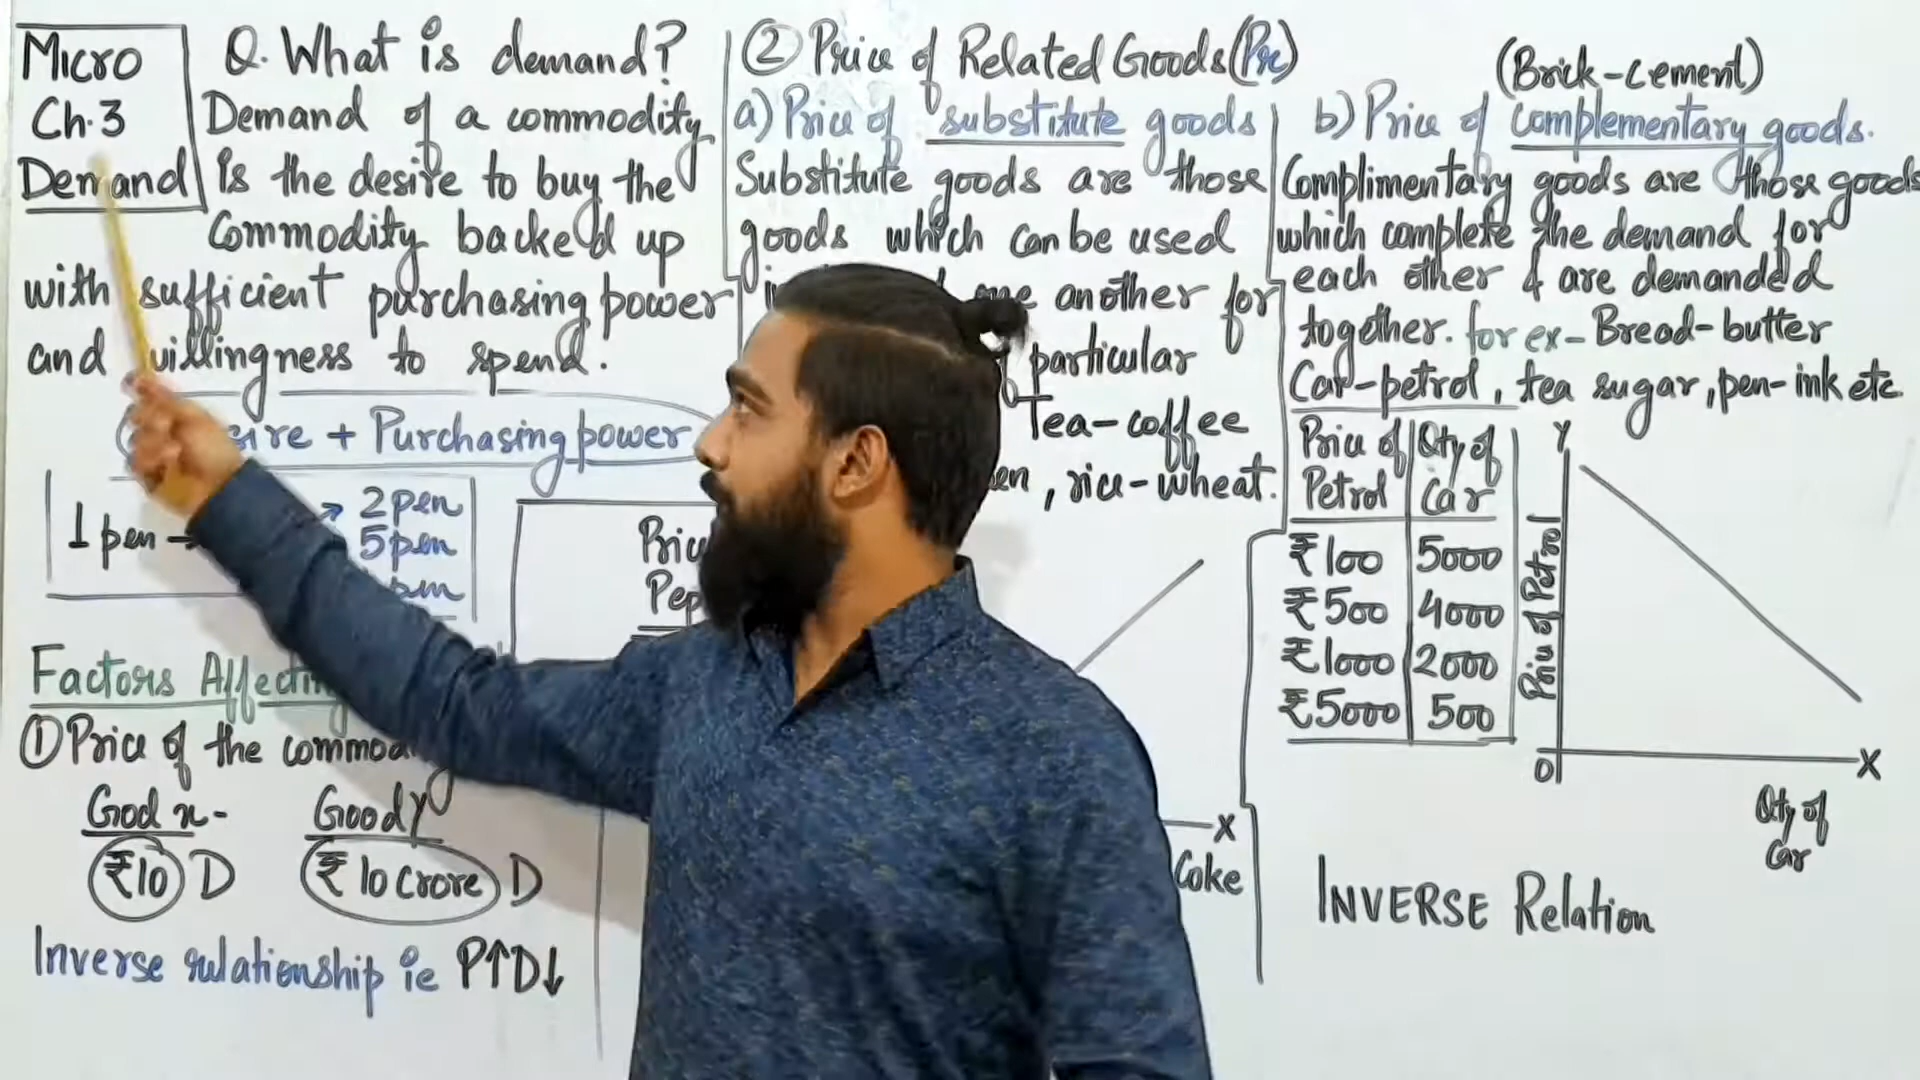 Micro
Ch.3
Demand
Q. What is demand?
Demand of a commodity
is the desire to buy the
Commodity backed up
with sufficient purchasing power
and willingness to spend.
+ Purchasing power
1 pen →
→ 2 pen
5 pen
Factors Affecting
① Price of the
God x-
₹10 D
Good y
₹ 10 crore D
Inverse relationship ie P↑D↓
② Price of Related Goods (Pr)
a) Price of substitute goods
Substitute goods are those
goods which can be used
one another for
particular
Tea-coffee
, rice-wheat.
X
Coke
(Brick-cement)
b) Price of complementary goods.
Complimentary goods are those goods
which complete the demand for
each other & are demanded
together. for ex- Bread-butter
Car-petrol, tea sugar, pen-ink etc
Price of Petrol Qty of Car
₹100 5000
₹500 4000
₹1000 2000
₹5000 500
Y
Price of Petrol
O
X
Qty of
Car
INVERSE Relation